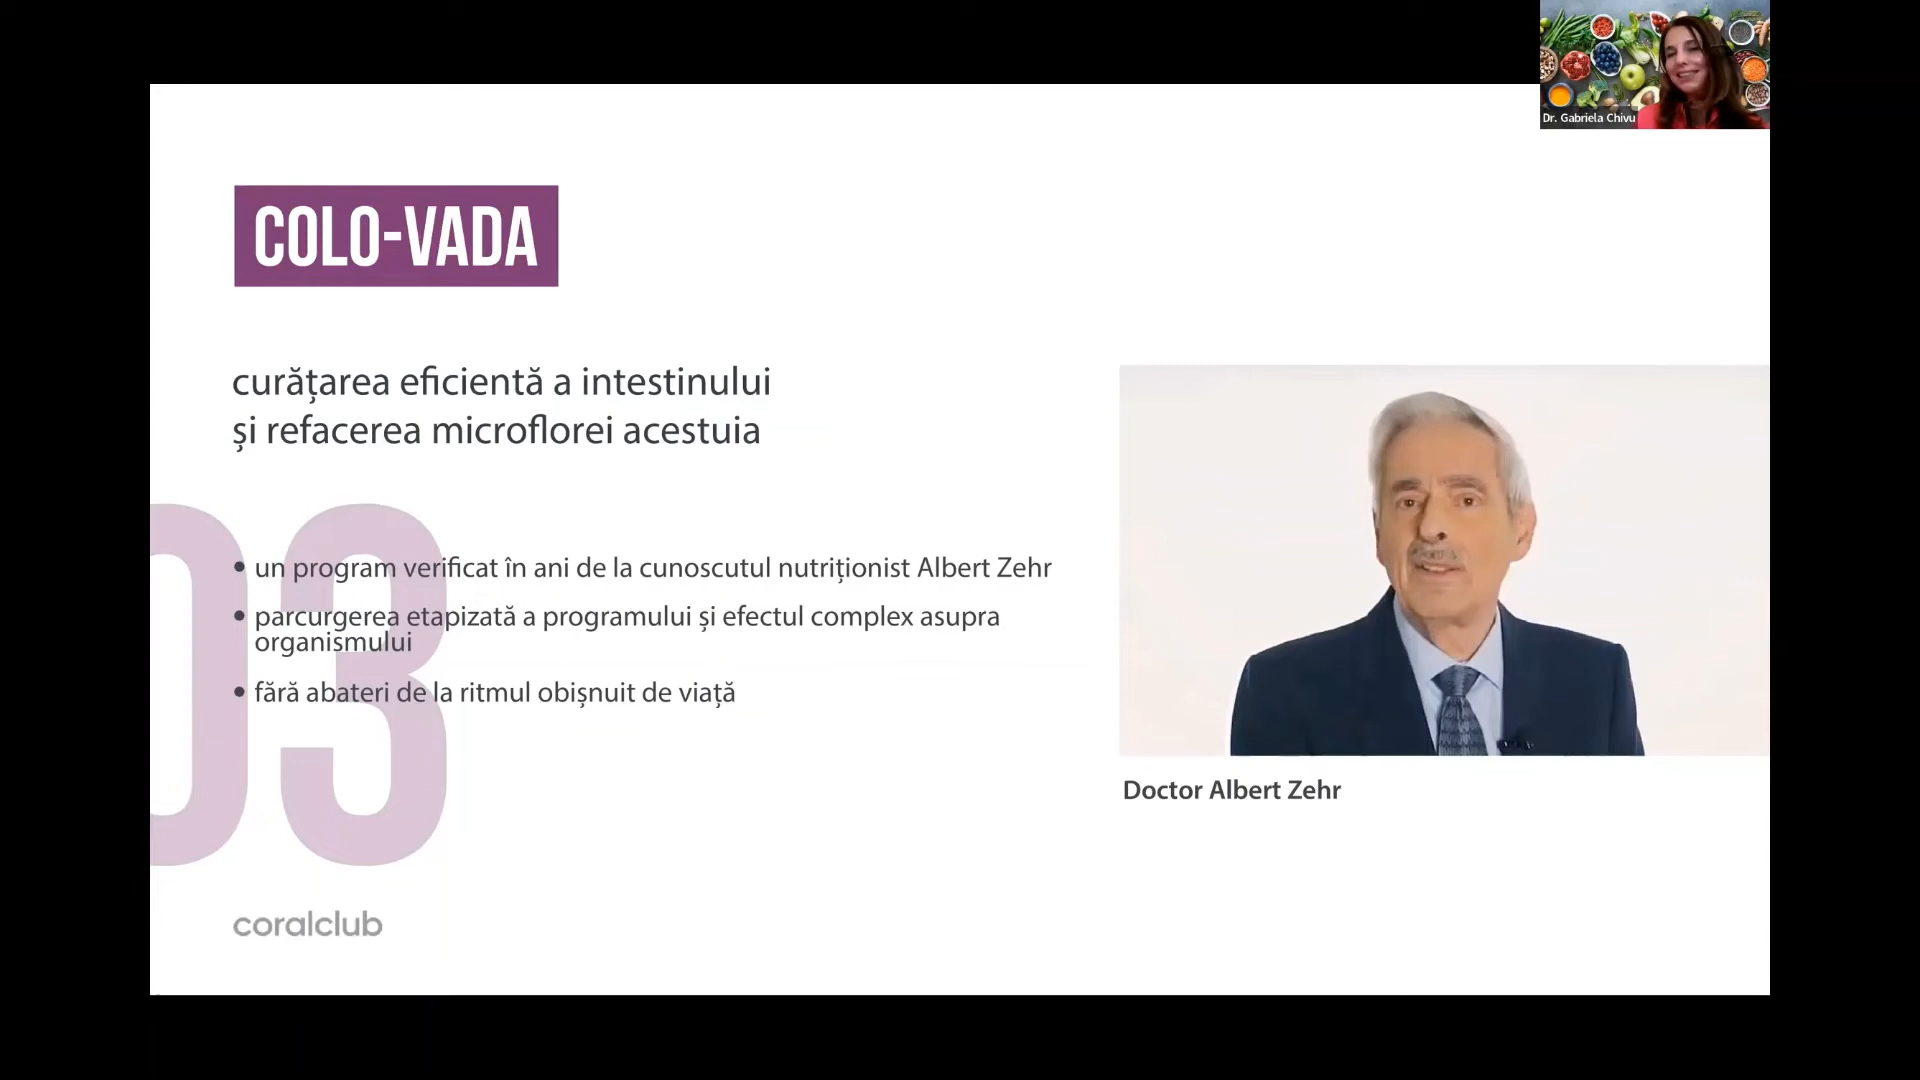 Dr. Gabriela Chivu
COLO-VADA
curățarea eficientă a intestinului
și refacerea microflorei acestuia
03
• un program verificat în ani de la cunoscutul nutriționist Albert Zehr
• parcurgerea etapizată a programului și efectul complex asupra
organismului
• fără abateri de la ritmul obișnuit de viață
Doctor Albert Zehr
coralclub